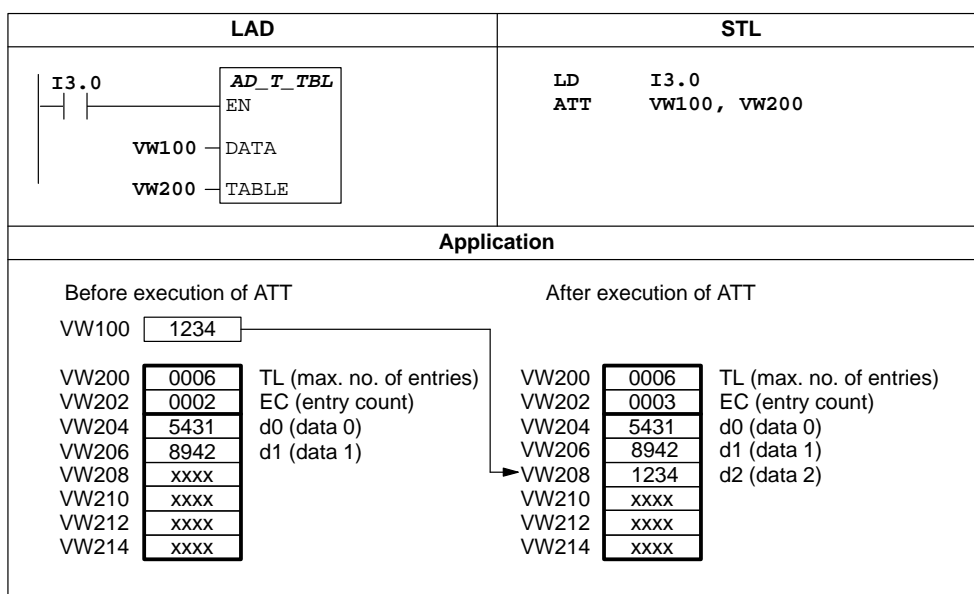 LAD STL
I3.0 AD_T_TBL
EN
VW100 DATA
VW200 TABLE
LD I3.0
ATT VW100, VW200
Application
Before execution of ATT After execution of ATT
VW100 1234
VW200 0006 TL (max. no. of entries) VW200 0006 TL (max. no. of entries)
VW202 0002 EC (entry count) VW202 0003 EC (entry count)
VW204 5431 d0 (data 0) VW204 5431 d0 (data 0)
VW206 8942 d1 (data 1) VW206 8942 d1 (data 1)
VW208 xxxx VW208 1234 d2 (data 2)
VW210 xxxx VW210 xxxx
VW212 xxxx VW212 xxxx
VW214 xxxx VW214 xxxx